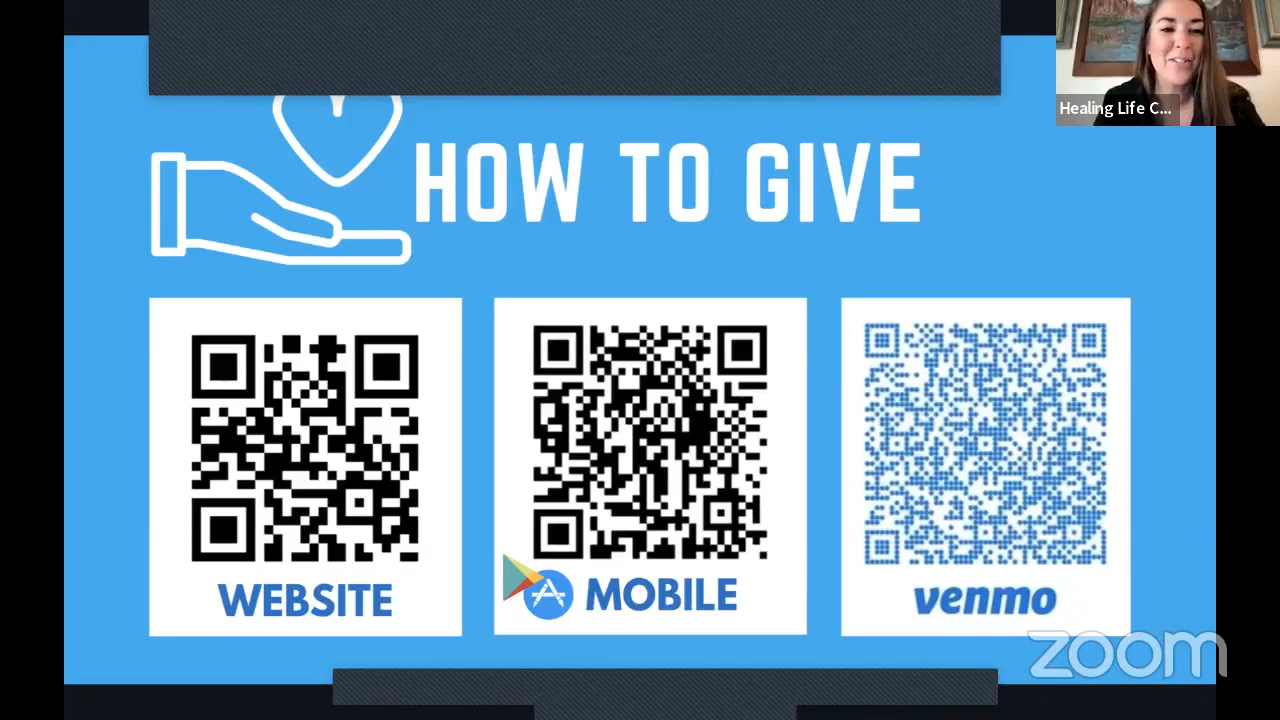 Healing Life C...
HOW TO GIVE
WEBSITE
MOBILE
venmo
zoom